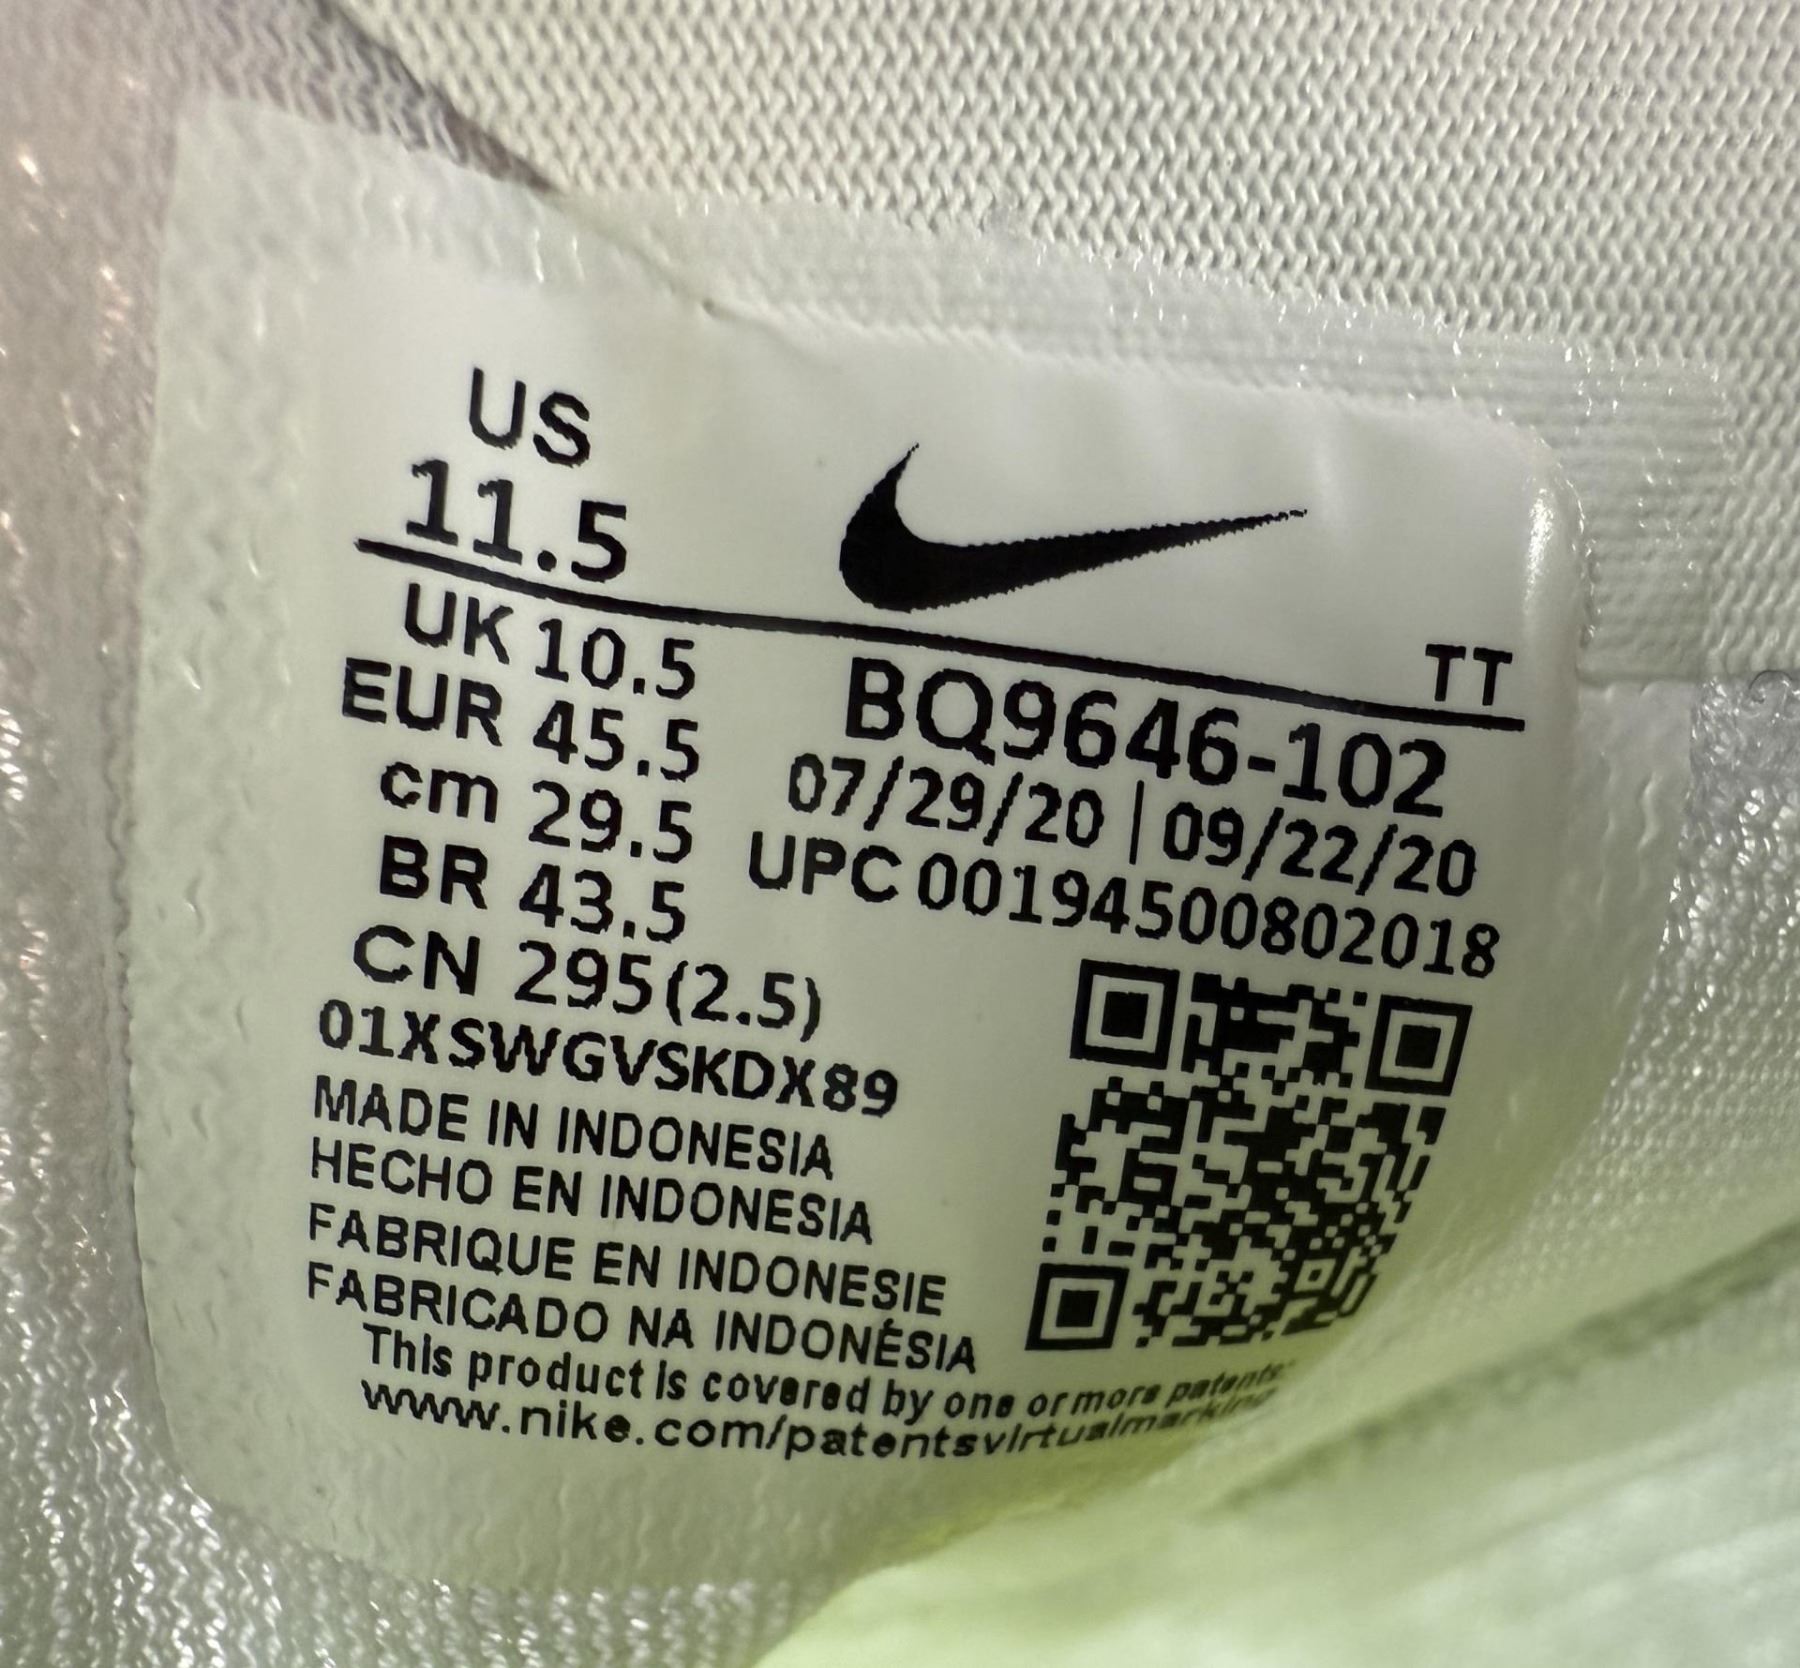 US
11.5
TT
UK 10.5
EUR 45.5
cm 29.5
BR 43.5
CN 295(2.5)
BQ9646-102
07/29/20 | 09/22/20
UPC 00194500802018
01XSWGVSKDX89
MADE IN INDONESIA
HECHO EN INDONESIA
FABRIQUE EN INDONESIE
FABRICADO NA INDONÉSIA
This product is covered by one or more patents
www.nike.com/patentsvirtualmarking